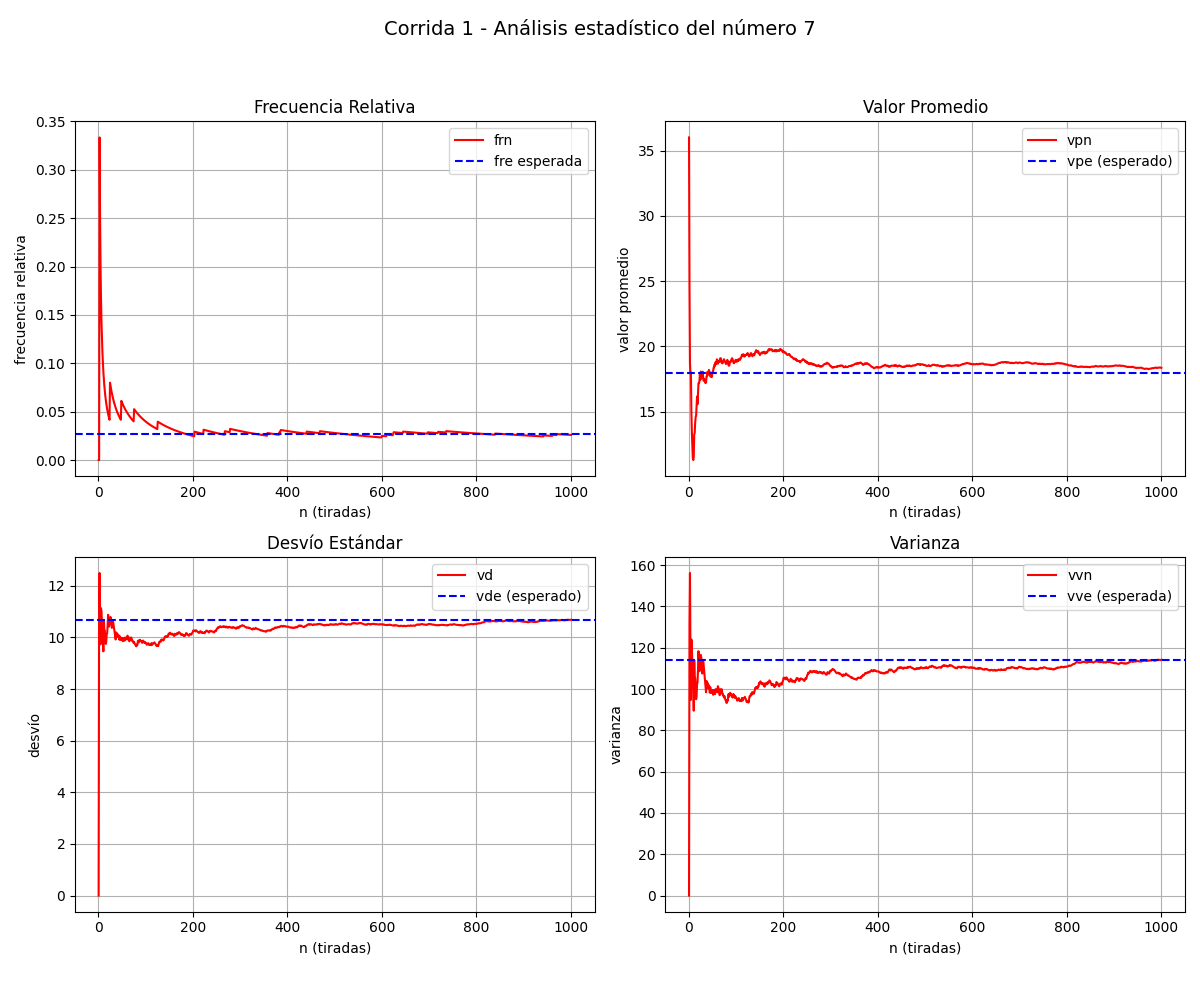 Corrida 1 - Análisis estadístico del número 7
Frecuencia Relativa
frecuencia relativa
0.35
0.30
0.25
0.20
0.15
0.10
0.05
0.00
frn
fre esperada
0 200 400 600 800 1000
n (tiradas)
Valor Promedio
valor promedio
35
30
25
20
15
vpn
vpe (esperado)
0 200 400 600 800 1000
n (tiradas)
Desvío Estándar
desvío
12
10
8
6
4
2
0
vd
vde (esperado)
0 200 400 600 800 1000
n (tiradas)
Varianza
varianza
160
140
120
100
80
60
40
20
0
vvn
vve (esperada)
0 200 400 600 800 1000
n (tiradas)